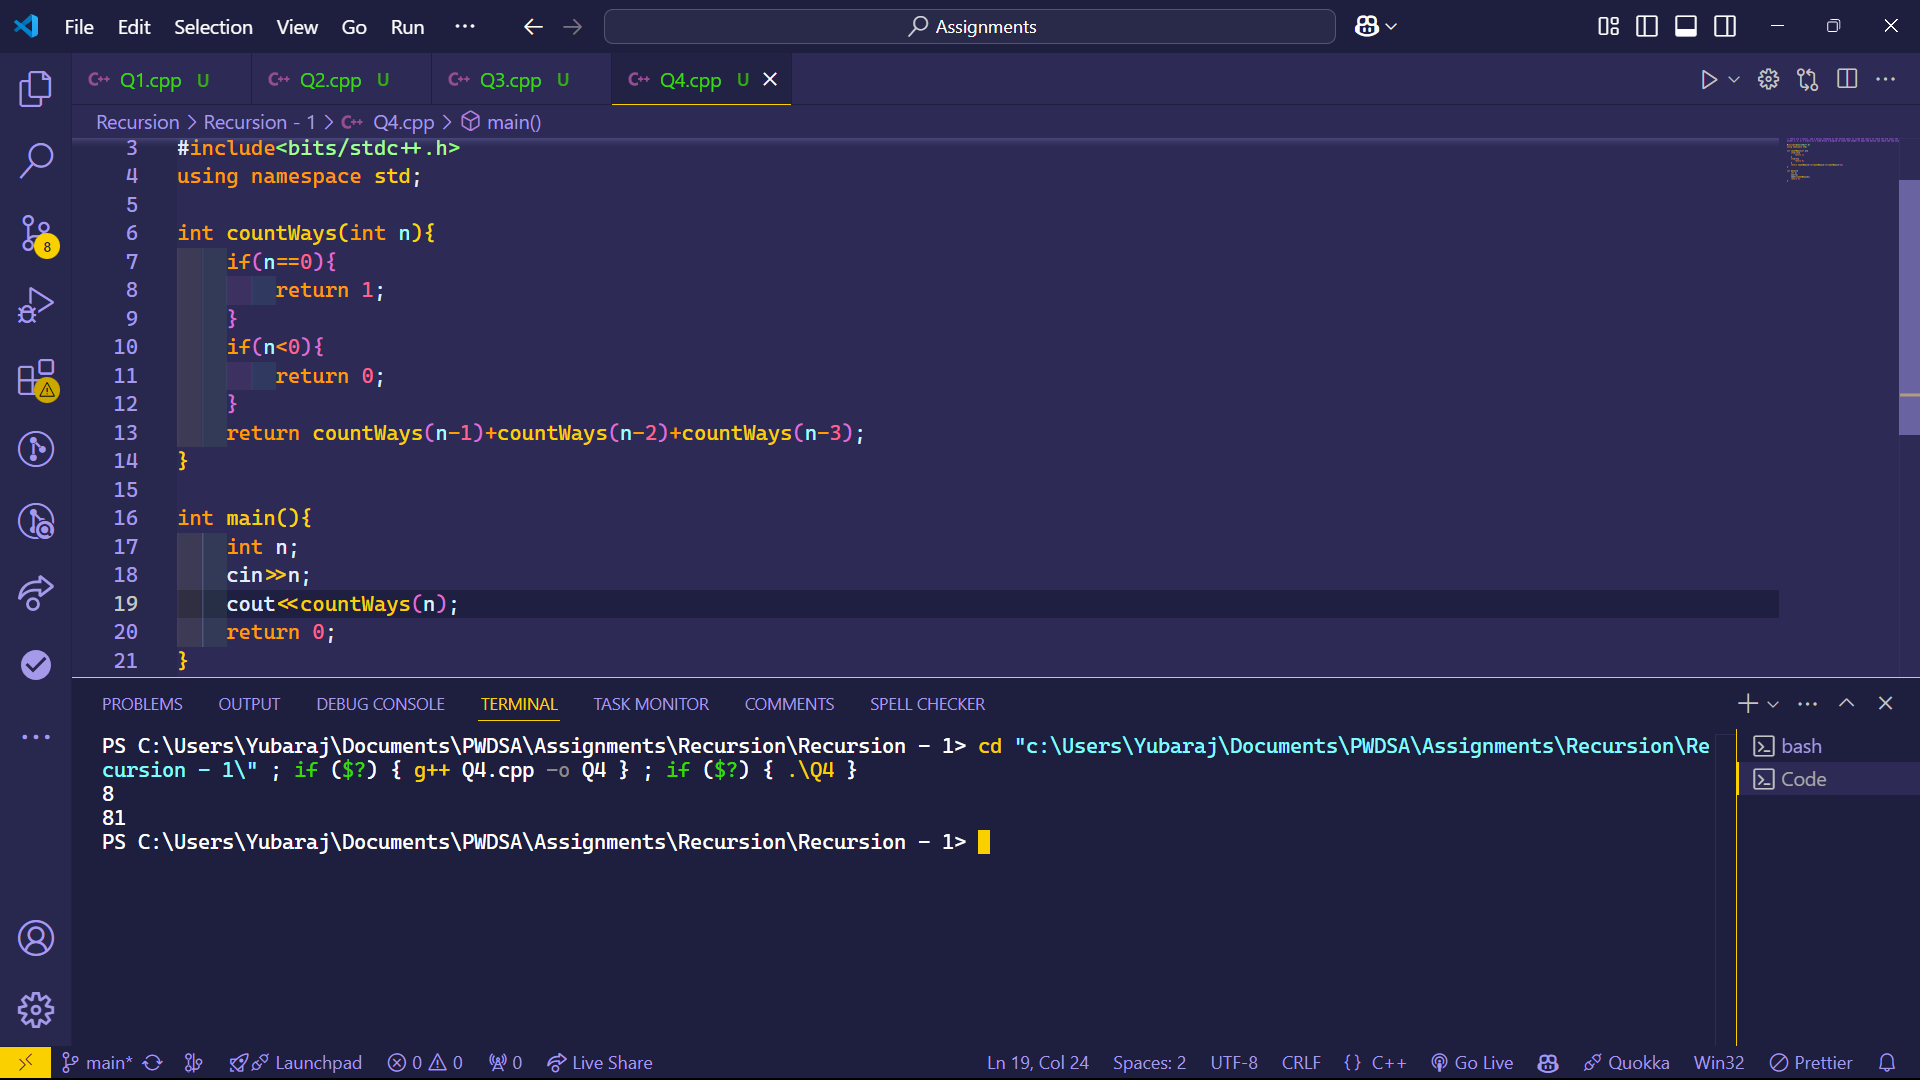 File Edit Selection View Go Run ··· Assignments
C++ Q1.cpp U C++ Q2.cpp U C++ Q3.cpp U C++ Q4.cpp U
Recursion > Recursion - 1 > C++ Q4.cpp > main()
3 #include<bits/stdc++.h>
4 using namespace std;
5
6 int countWays(int n){
7 if(n==0){
8 return 1;
9 }
10 if(n<0){
11 return 0;
12 }
13 return countWays(n-1)+countWays(n-2)+countWays(n-3);
14 }
15
16 int main(){
17 int n;
18 cin>>n;
19 cout<<countWays(n);
20 return 0;
21 }
8
PROBLEMS OUTPUT DEBUG CONSOLE TERMINAL TASK MONITOR COMMENTS SPELL CHECKER
PS C:\Users\Yubaraj\Documents\PWDSA\Assignments\Recursion\Recursion - 1> cd "c:\Users\Yubaraj\Documents\PWDSA\Assignments\Recursion\Re
cursion - 1\" ; if ($?) { g++ Q4.cpp -o Q4 } ; if ($?) { .\Q4 }
8
81
PS C:\Users\Yubaraj\Documents\PWDSA\Assignments\Recursion\Recursion - 1>
bash
Code
main* Launchpad 0 0 0 Live Share Ln 19, Col 24 Spaces: 2 UTF-8 CRLF {} C++ Go Live Quokka Win32 Prettier